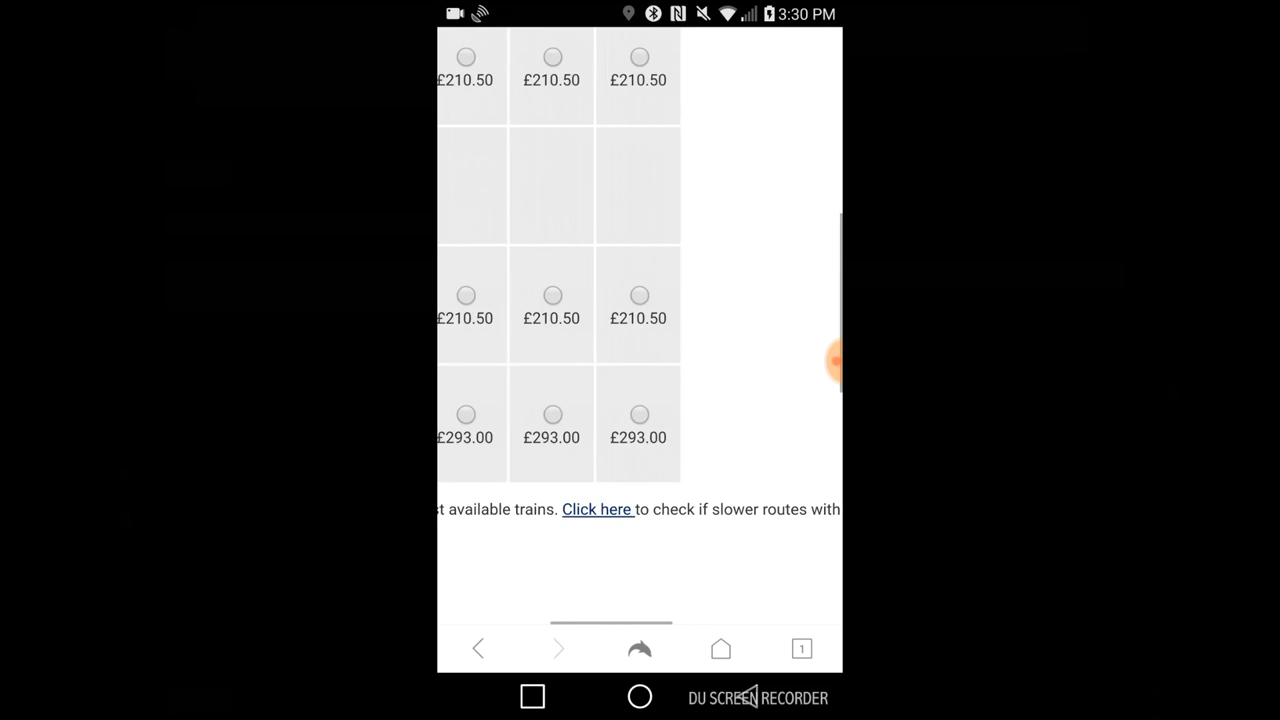 3:30 PM
£210.50 £210.50 £210.50
£210.50 £210.50 £210.50
£293.00 £293.00 £293.00
t available trains. Click here to check if slower routes with
1
DU SCREEN RECORDER